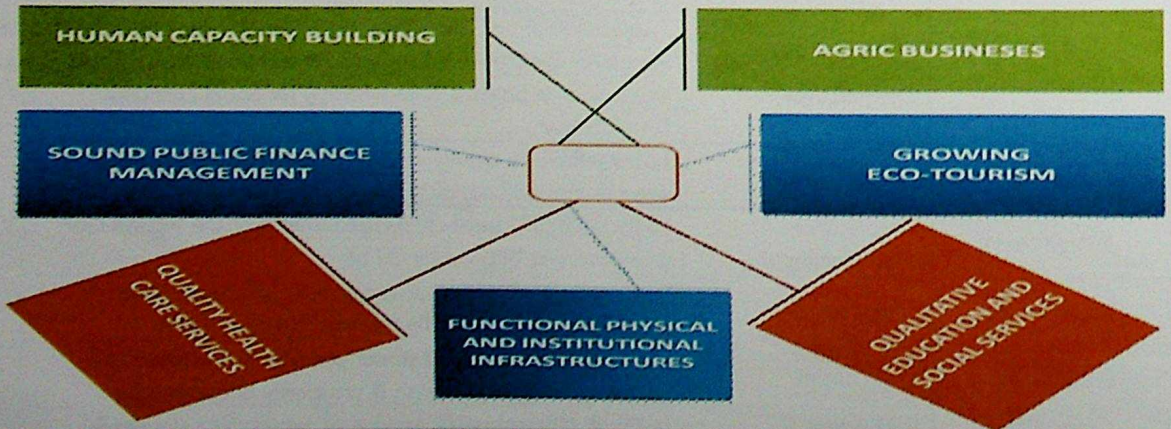 HUMAN CAPACITY BUILDING
AGRIC BUSINESES
SOUND PUBLIC FINANCE
MANAGEMENT
GROWING
ECO-TOURISM
QUALITY HEALTH
CARE SERVICES
FUNCTIONAL PHYSICAL
AND INSTITUTIONAL
INFRASTRUCTURES
QUALITATIVE
EDUCATION AND
SOCIAL SERVICES